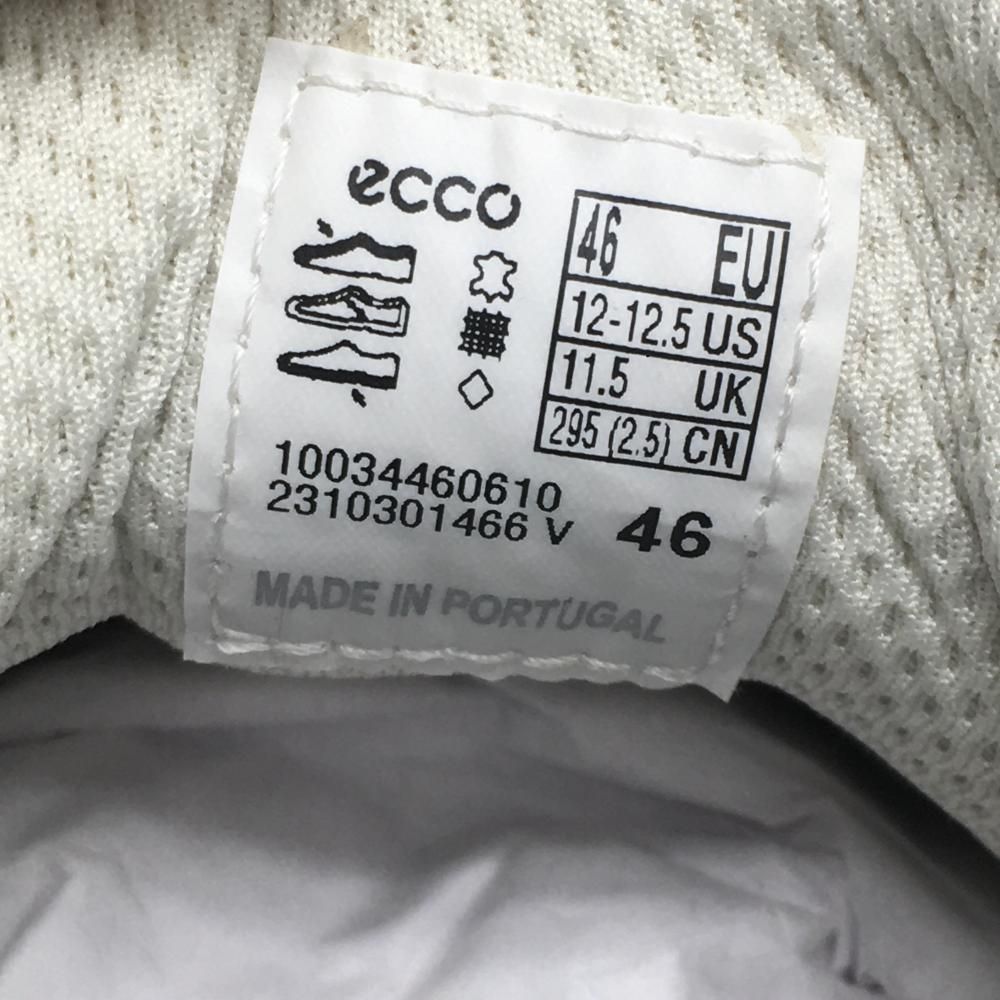 ecco
46 EU
12-12.5 US
11.5 UK
295 (2.5) CN
10034460610
2310301466 V 46
MADE IN PORTUGAL